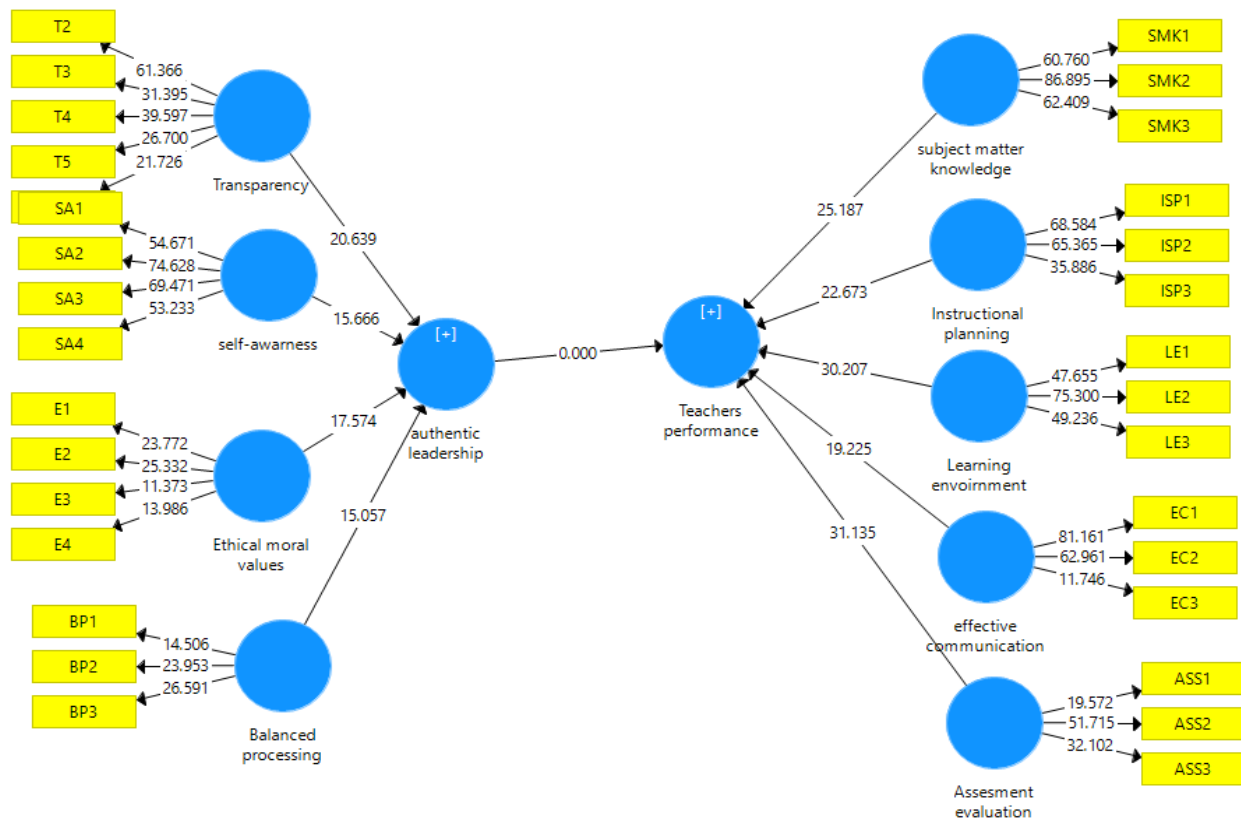 T2
T3
T4
T5
SA1
SA2
SA3
SA4
E1
E2
E3
E4
BP1
BP2
BP3
61.366
31.395
39.597
26.700
21.726
54.671
74.628
69.471
53.233
23.772
25.332
11.373
13.986
14.506
23.953
26.591
Transparency
self-awarness
Ethical moral
values
Balanced
processing
20.639
15.666
17.574
15.057
[+]
authentic
leadership
0.000
[+]
Teachers
performance
25.187
22.673
30.207
19.225
31.135
subject matter
knowledge
Instructional
planning
Learning
envoirnment
effective
communication
Assesment
evaluation
60.760
86.895
62.409
68.584
65.365
35.886
47.655
75.300
49.236
81.161
62.961
11.746
19.572
51.715
32.102
SMK1
SMK2
SMK3
ISP1
ISP2
ISP3
LE1
LE2
LE3
EC1
EC2
EC3
ASS1
ASS2
ASS3